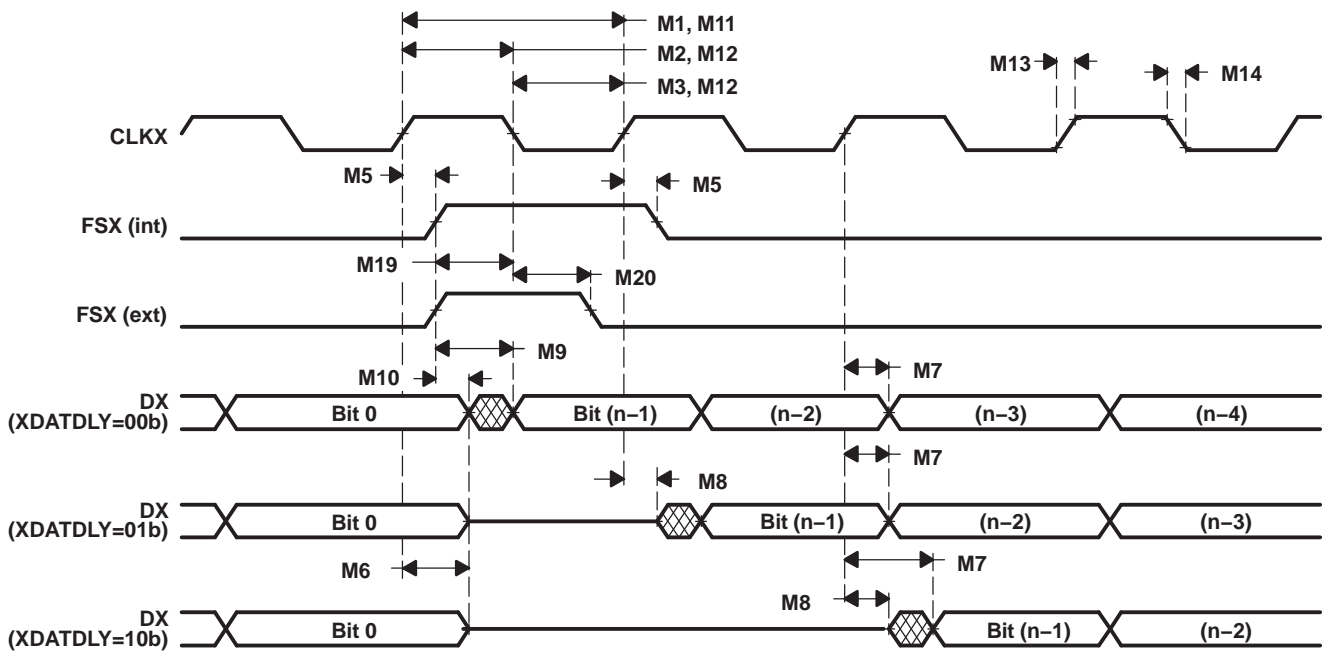 M1, M11
M2, M12
M3, M12
M13
M14
CLKX
M5
M5
FSX (int)
M19
M20
FSX (ext)
M9
M10
M7
DX
(XDATDLY=00b)
Bit 0
Bit (n–1)
(n–2)
(n–3)
(n–4)
M7
M8
DX
(XDATDLY=01b)
Bit 0
Bit (n–1)
(n–2)
(n–3)
M6
M7
M8
DX
(XDATDLY=10b)
Bit 0
Bit (n–1)
(n–2)